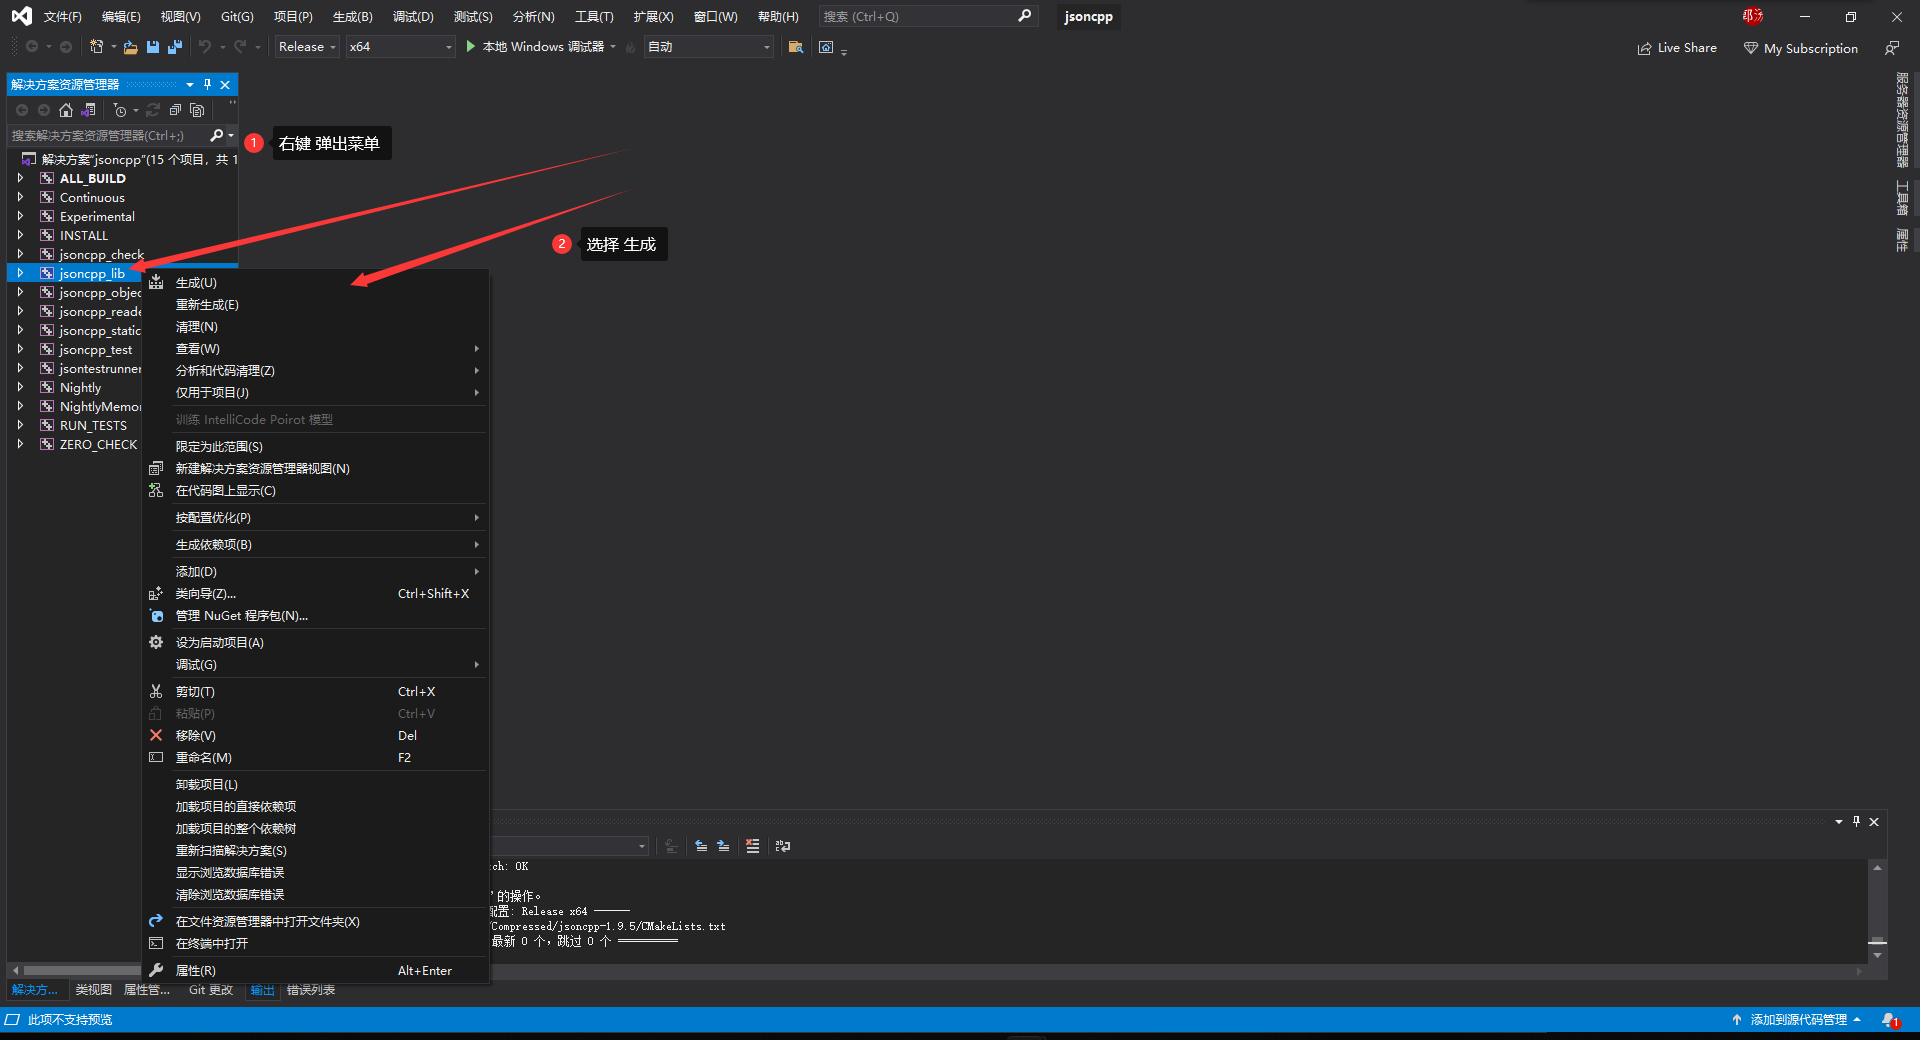 文件(F) 编辑(E) 视图(V) Git(G) 项目(P) 生成(B) 调试(D) 测试(S) 分析(N) 工具(T) 扩展(X) 窗口(W) 帮助(H) 搜索 (Ctrl+Q) jsoncpp
Release x64 本地 Windows 调试器 自动 Live Share My Subscription
解决方案资源管理器
搜索解决方案资源管理器(Ctrl+;)
1 右键 弹出菜单
解决方案"jsoncpp"(15 个项目, 共 1
ALL_BUILD
Continuous
Experimental
INSTALL
2 选择 生成
jsoncpp_check
jsoncpp_lib
jsoncpp_objec
jsoncpp_reade
jsoncpp_static
jsoncpp_test
jsontestrunner
Nightly
NightlyMemor
RUN_TESTS
ZERO_CHECK
生成(U)
重新生成(E)
清理(N)
查看(W)
分析和代码清理(Z)
仅用于项目(J)
训练 IntelliCode Poirot 模型
限定为此范围(S)
新建解决方案资源管理器视图(N)
在代码图上显示(C)
按配置优化(P)
生成依赖项(B)
添加(D)
类向导(Z)... Ctrl+Shift+X
管理 NuGet 程序包(N)...
设为启动项目(A)
调试(G)
剪切(T) Ctrl+X
粘贴(P) Ctrl+V
移除(V) Del
重命名(M) F2
卸载项目(L)
加载项目的直接依赖项
加载项目的整个依赖树
重新扫描解决方案(S)
显示浏览数据库错误
清除浏览数据库错误
在文件资源管理器中打开文件夹(X)
在终端中打开
属性(R) Alt+Enter
服务器资源管理器
工具箱
属性
ch: OK
'的操作。
配置: Release x64 ------
/Compressed/jsoncpp-1.9.5/CMakeLists.txt
最新 0 个, 跳过 0 个 ==========
解决方... 类视图 属性管... Git 更改 输出 错误列表
此项不支持预览 添加到源代码管理 1